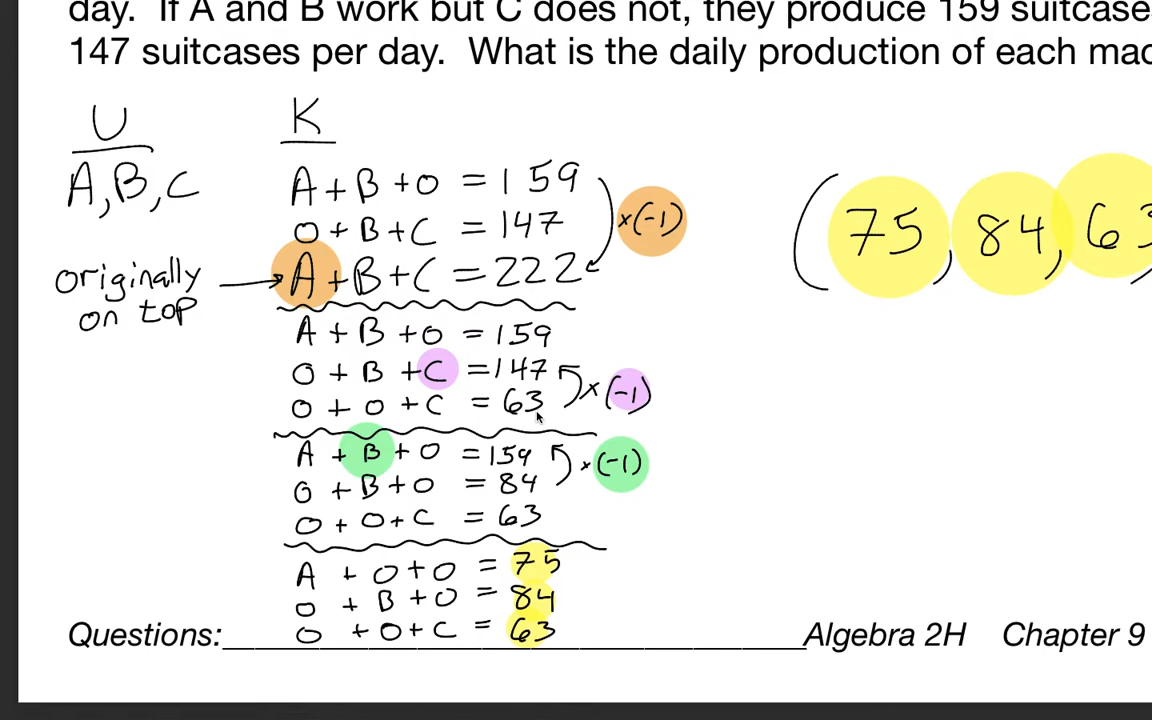 day. If A and B work but C does not, they produce 159 suitcase
147 suitcases per day. What is the daily production of each mac
U
K
A, B, C
A + B + 0 = 159
0 + B + C = 147
×(-1)
originally on top
A + B + C = 222
(75, 84, 63)
A + B + 0 = 159
0 + B + C = 147
0 + 0 + C = 63
×(-1)
A + B + 0 = 159
0 + B + 0 = 84
0 + 0 + C = 63
×(-1)
A + 0 + 0 = 75
0 + B + 0 = 84
0 + 0 + C = 63
Questions: Algebra 2H Chapter 9